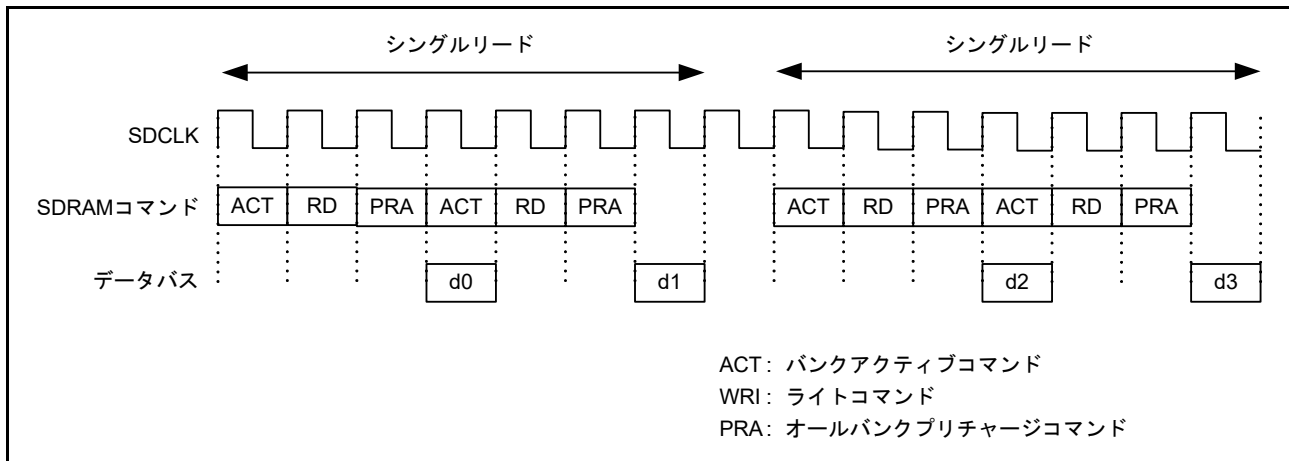 シングルリード シングルリード
SDCLK
SDRAMコマンド ACT RD PRA ACT RD PRA ACT RD PRA ACT RD PRA
データバス d0 d1 d2 d3
ACT : バンクアクティブコマンド
WRI : ライトコマンド
PRA : オールバンクプリチャージコマンド